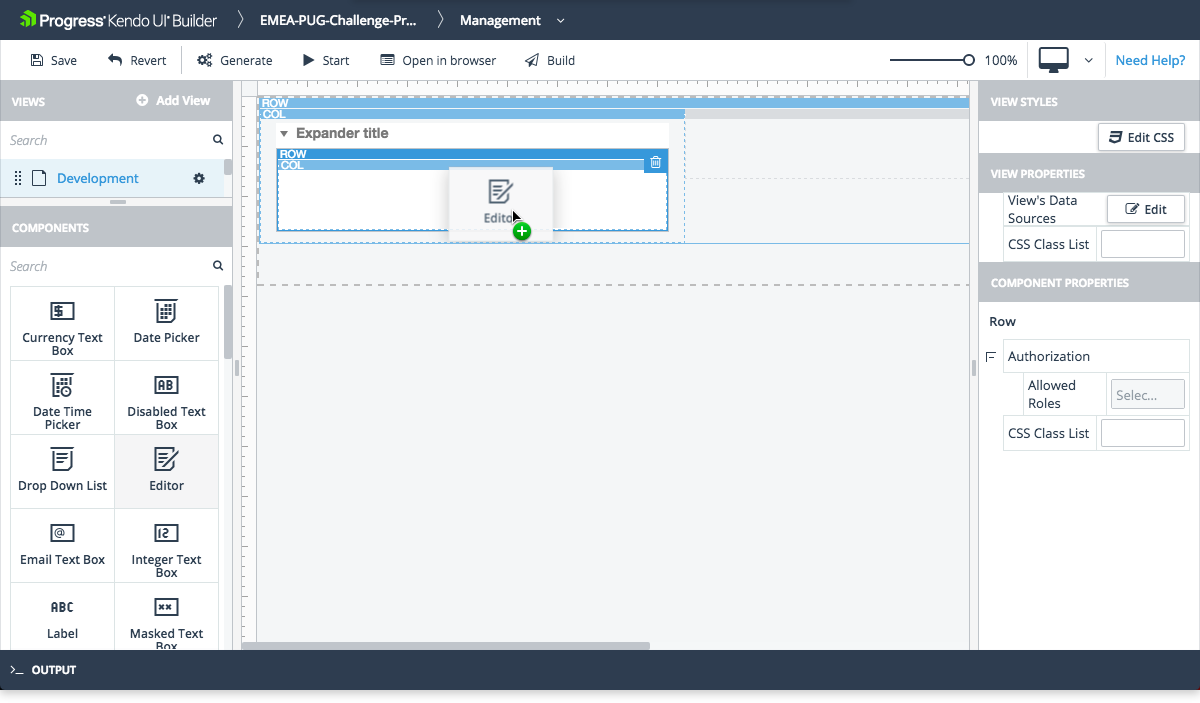 Progress Kendo UI Builder
EMEA-PUG-Challenge-Pr...
Management
Save
Revert
Generate
Start
Open in browser
Build
100%
Need Help?
VIEWS
Add View
Search
Development
COMPONENTS
Search
Currency Text
Box
Date Picker
Date Time
Picker
Disabled Text
Box
Drop Down List
Editor
Email Text Box
Integer Text
Box
ABC
Label
Masked Text
Box
ROW
COL
Expander title
ROW
COL
Editor
VIEW STYLES
Edit CSS
VIEW PROPERTIES
View's Data
Sources
Edit
CSS Class List
COMPONENT PROPERTIES
Row
Authorization
Allowed
Roles
Selec...
CSS Class List
>_ OUTPUT